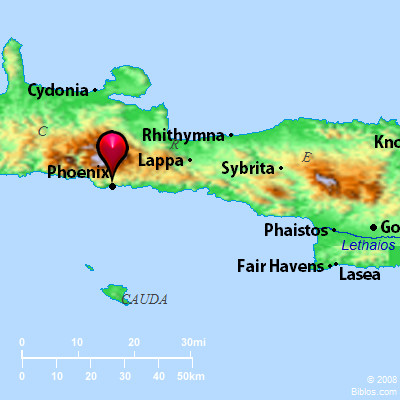 Cydonia
C
Rhithymna
R
Kno
Lappa
E
Sybrita
Phoenix
Phaistos
Go
Lethaios
Fair Havens
Lasea
CAUDA
0 10 20 30mi
0 10 20 30 40 50km
© 2008
Biblos.com